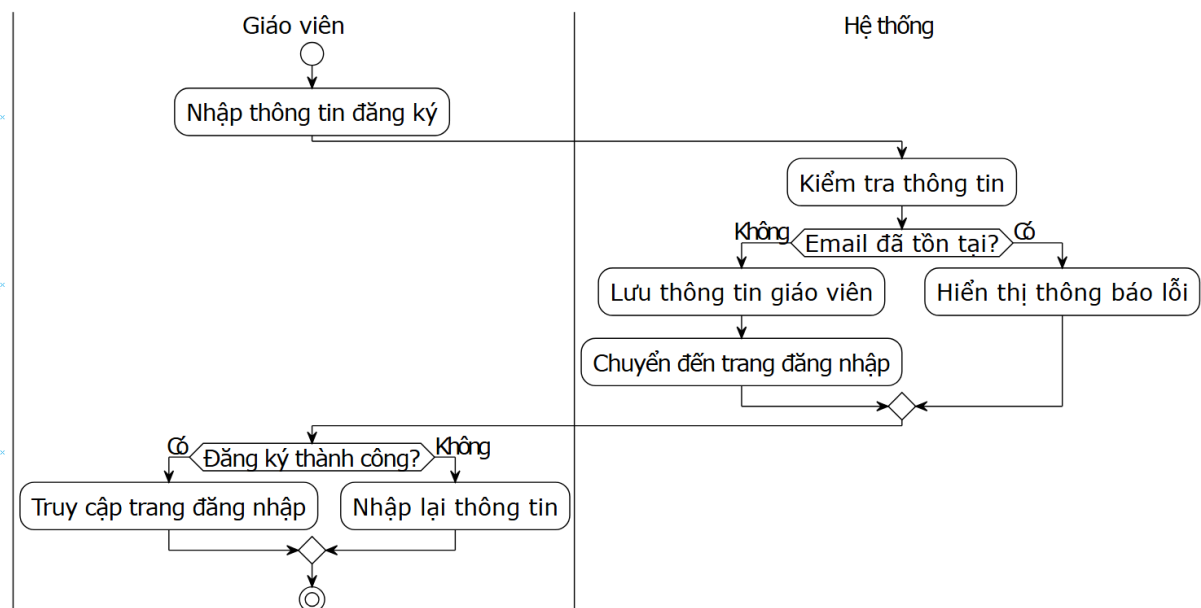 Giáo viên
Hệ thống
Nhập thông tin đăng ký
Kiểm tra thông tin
Không
Email đã tồn tại?
Có
Lưu thông tin giáo viên
Hiển thị thông báo lỗi
Chuyển đến trang đăng nhập
Có
Đăng ký thành công?
Không
Truy cập trang đăng nhập
Nhập lại thông tin